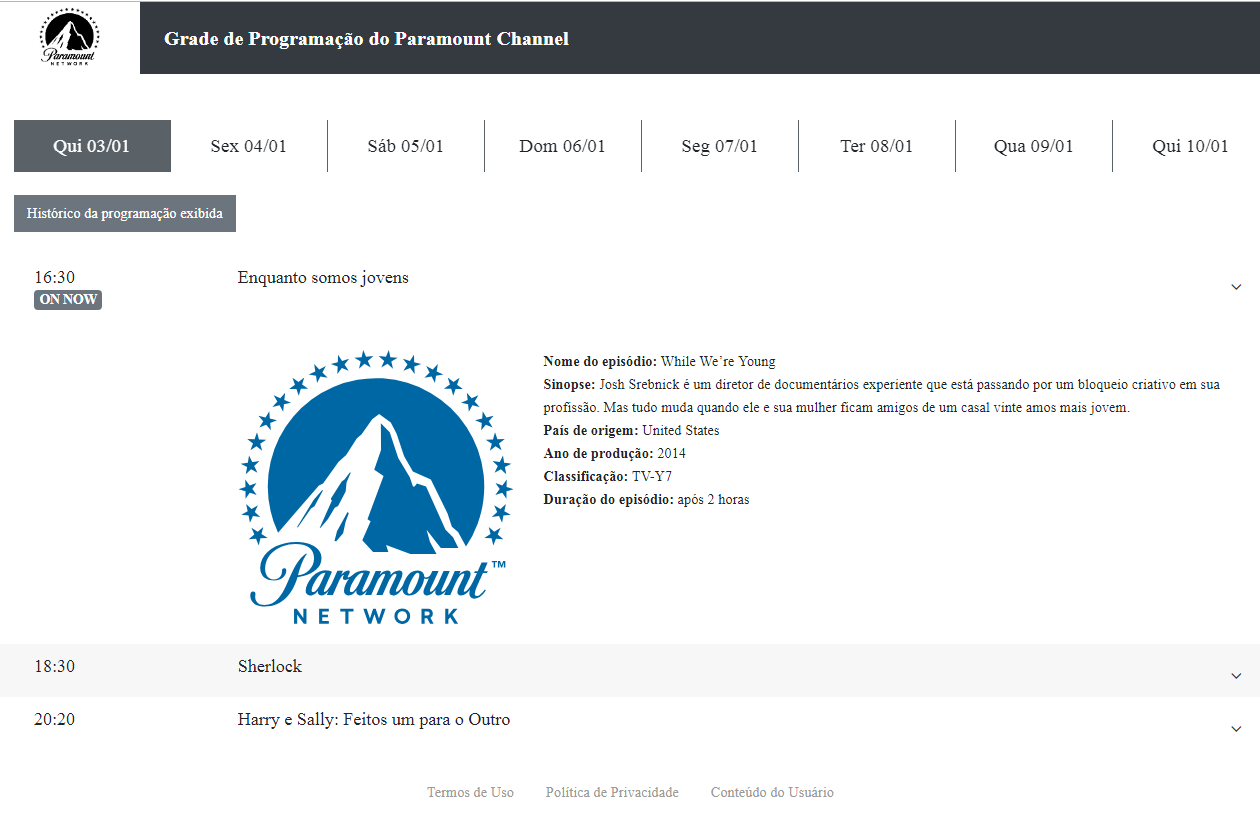 Paramount
NETWORK
Grade de Programação do Paramount Channel
Qui 03/01
Sex 04/01
Sáb 05/01
Dom 06/01
Seg 07/01
Ter 08/01
Qua 09/01
Qui 10/01
Histórico da programação exibida
16:30 Enquanto somos jovens
ON NOW
Paramount™
NETWORK
Nome do episódio: While We’re Young
Sinopse: Josh Srebnick é um diretor de documentários experiente que está passando por um bloqueio criativo em sua
profissão. Mas tudo muda quando ele e sua mulher ficam amigos de um casal vinte amos mais jovem.
País de origem: United States
Ano de produção: 2014
Classificação: TV-Y7
Duração do episódio: após 2 horas
18:30 Sherlock
20:20 Harry e Sally: Feitos um para o Outro
Termos de Uso Política de Privacidade Conteúdo do Usuário